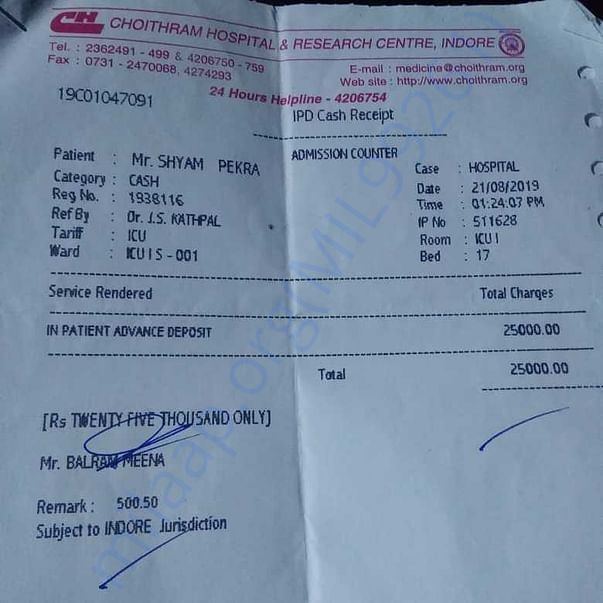 CH CHOITHRAM HOSPITAL & RESEARCH CENTRE, INDORE
Tel. : 2362491 - 499 & 4206750 - 759
Fax : 0731 - 2470068, 4274293
E-mail : medicine@choithram.org
Web site : http://www.choithram.org
24 Hours Helpline - 4206754
19C01047091
IPD Cash Receipt
ADMISSION COUNTER
Patient : Mr. SHYAM PEKRA
Category : CASH
Reg No. : 1938116
Ref By : Dr. J.S. KATHPAL
Tariff : ICU
Ward : ICU IS - 001
Case : HOSPITAL
Date : 21/08/2019
Time : 01:24:07 PM
IP No : 511628
Room : ICU I
Bed : 17
Service Rendered Total Charges
IN PATIENT ADVANCE DEPOSIT 25000.00
Total 25000.00
[Rs TWENTY FIVE THOUSAND ONLY]
Mr. BALRAM MEENA
Remark : 500.50
Subject to INDORE Jurisdiction